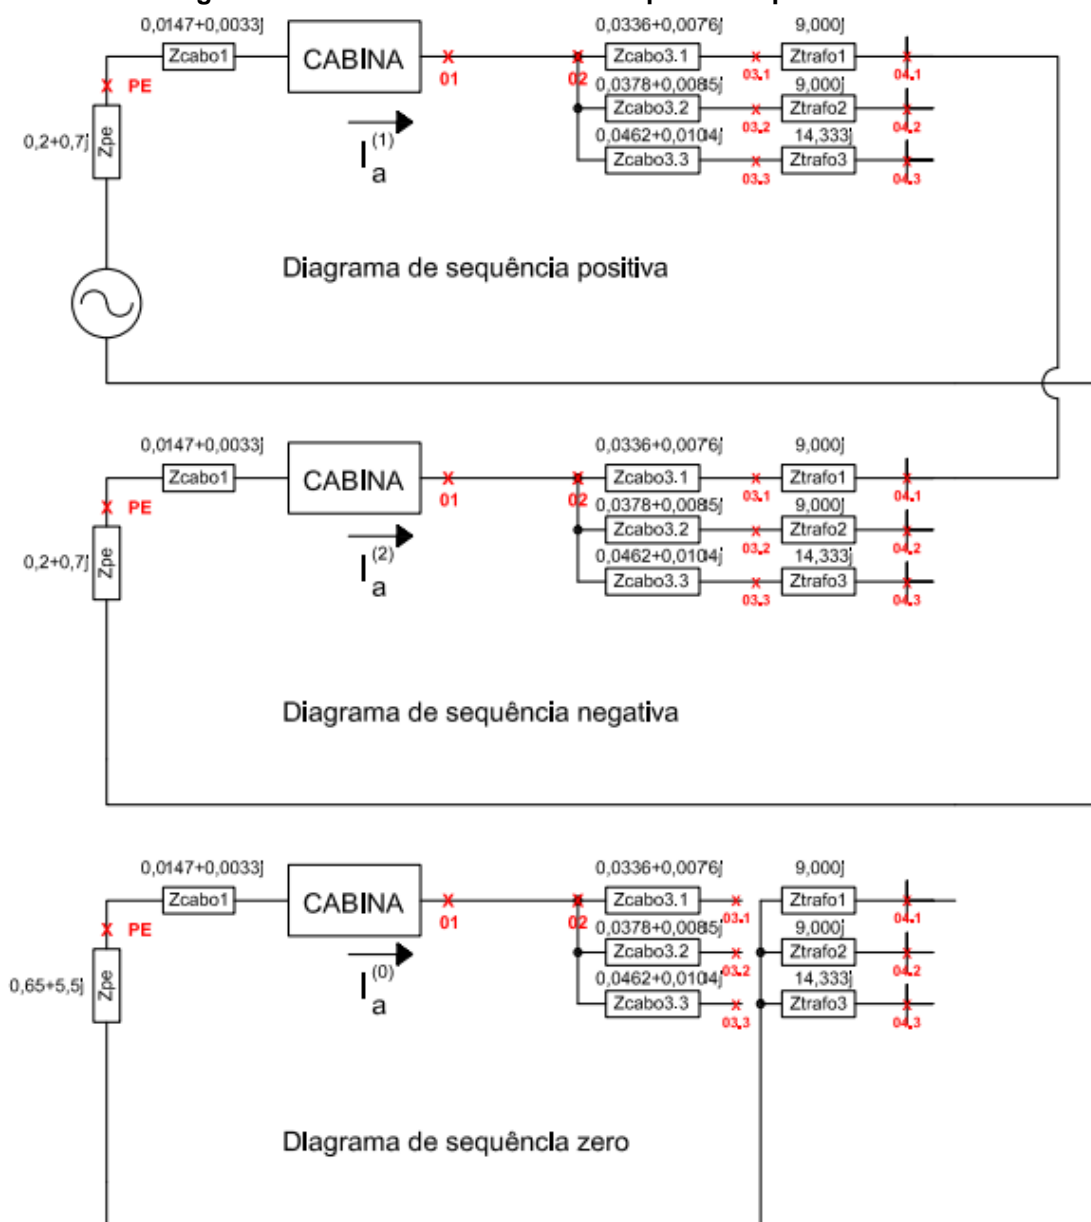 0,0147+0,0033j
0,0336+0,0076j
9,000j
Zcabo1
CABINA
Zcabo3.1
Ztrafo1
PE
01
02
03.1
04.1
0,0378+0,0085j
9,000j
0,2+0,7j
Zpe
Zcabo3.2
Ztrafo2
03.2
04.2
I (1)
a
0,0462+0,0104j
14,333j
Zcabo3.3
Ztrafo3
03.3
04.3
Diagrama de sequência positiva
0,0147+0,0033j
0,0336+0,0076j
9,000j
Zcabo1
CABINA
Zcabo3.1
Ztrafo1
PE
01
02
03.1
04.1
0,0378+0,0085j
9,000j
0,2+0,7j
Zpe
Zcabo3.2
Ztrafo2
03.2
04.2
I (2)
a
0,0462+0,0104j
14,333j
Zcabo3.3
Ztrafo3
03.3
04.3
Diagrama de sequência negativa
0,0147+0,0033j
0,0336+0,0076j
9,000j
Zcabo1
CABINA
Zcabo3.1
Ztrafo1
PE
01
02
03.1
04.1
0,0378+0,0085j
9,000j
0,65+5,5j
Zpe
Zcabo3.2
Ztrafo2
03.2
04.2
I (0)
a
0,0462+0,0104j
14,333j
Zcabo3.3
Ztrafo3
03.3
04.3
Diagrama de sequência zero